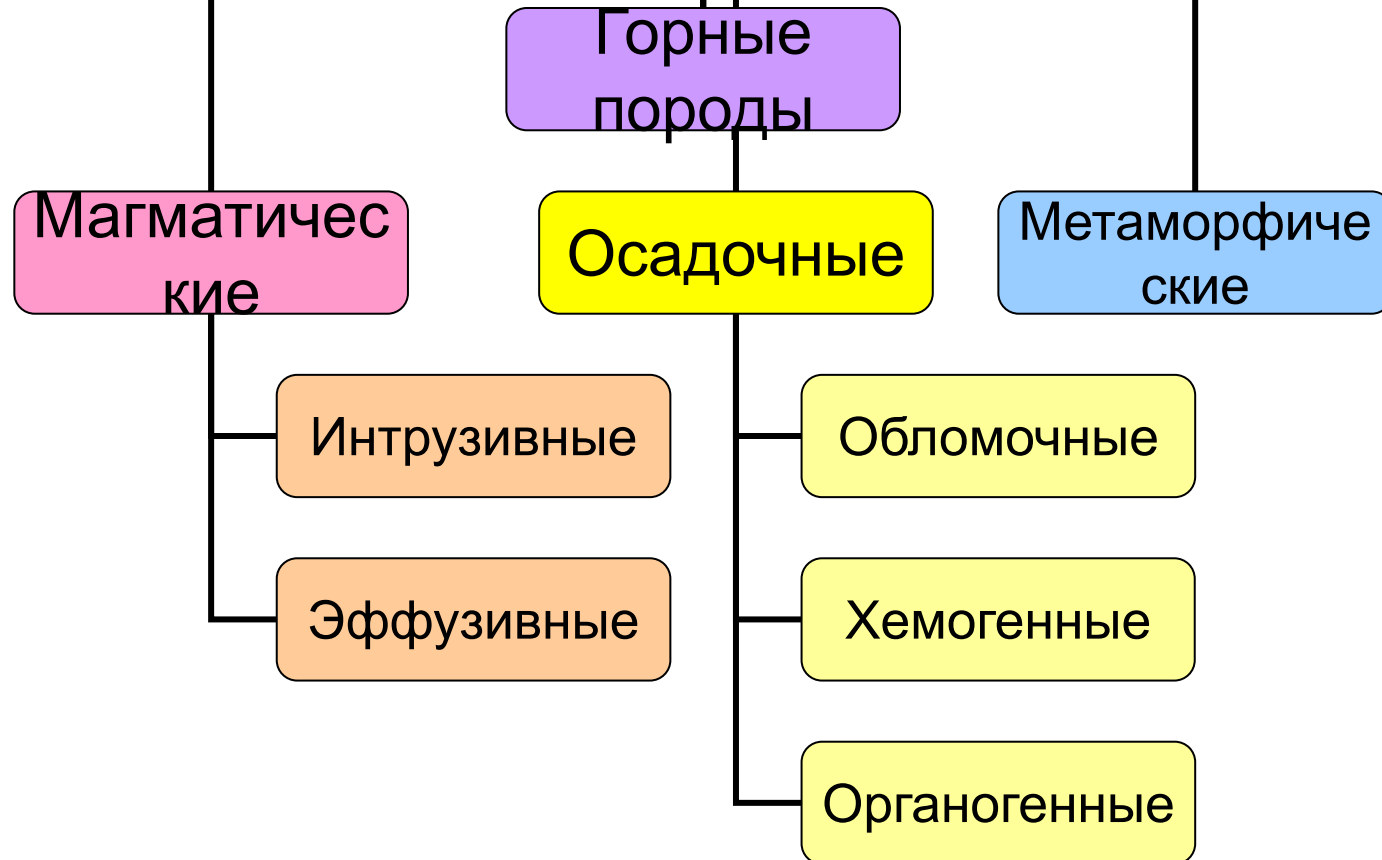 Горные
породы
Магматичес
кие
Осадочные
Метаморфиче
ские
Интрузивные
Обломочные
Эффузивные
Хемогенные
Органогенные